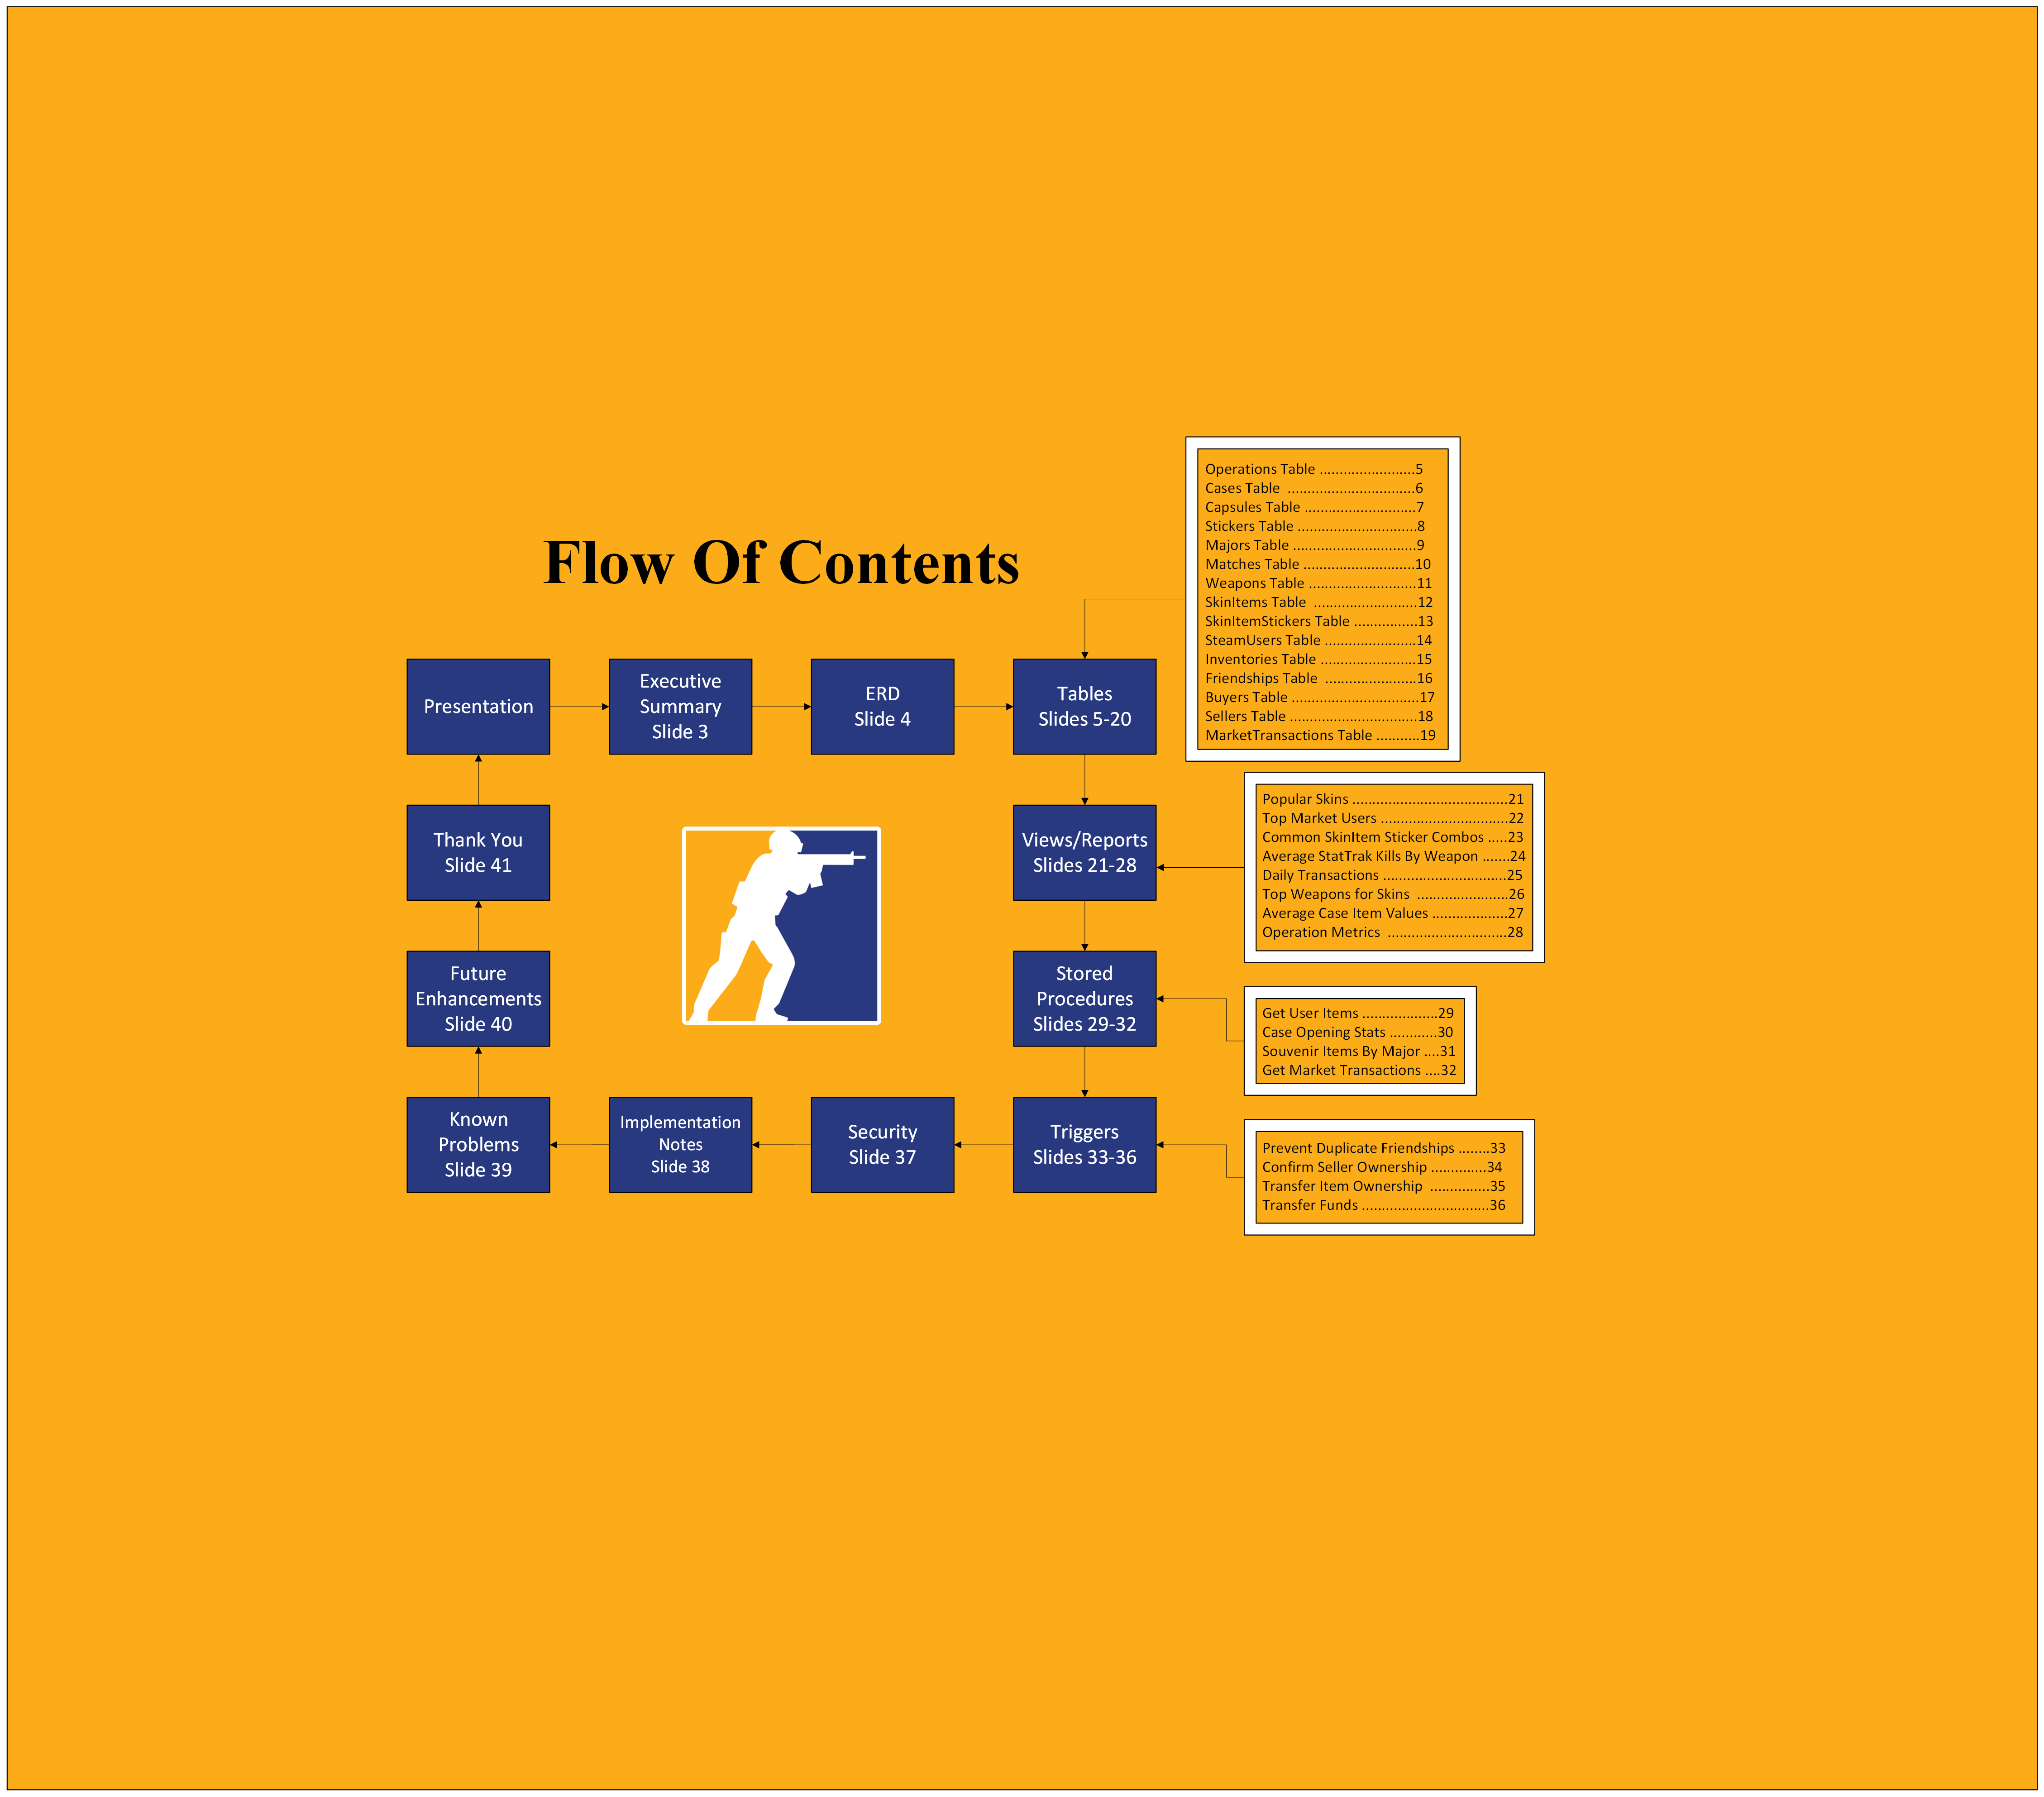 Flow Of Contents
Presentation
Executive
Summary
Slide 3
ERD
Slide 4
Tables
Slides 5-20
Operations Table ........................5
Cases Table ................................6
Capsules Table ............................7
Stickers Table ..............................8
Majors Table ...............................9
Matches Table ............................10
Weapons Table ...........................11
SkinItems Table ..........................12
SkinItemStickers Table ................13
SteamUsers Table .......................14
Inventories Table ........................15
Friendships Table .......................16
Buyers Table ................................17
Sellers Table ................................18
MarketTransactions Table ...........19
Views/Reports
Slides 21-28
Popular Skins .......................................21
Top Market Users ................................22
Common SkinItem Sticker Combos .....23
Average StatTrak Kills By Weapon .......24
Daily Transactions ...............................25
Top Weapons for Skins .......................26
Average Case Item Values ...................27
Operation Metrics ..............................28
Stored
Procedures
Slides 29-32
Get User Items ...................29
Case Opening Stats ............30
Souvenir Items By Major ....31
Get Market Transactions ....32
Triggers
Slides 33-36
Prevent Duplicate Friendships ........33
Confirm Seller Ownership ..............34
Transfer Item Ownership ...............35
Transfer Funds ................................36
Security
Slide 37
Implementation
Notes
Slide 38
Known
Problems
Slide 39
Future
Enhancements
Slide 40
Thank You
Slide 41